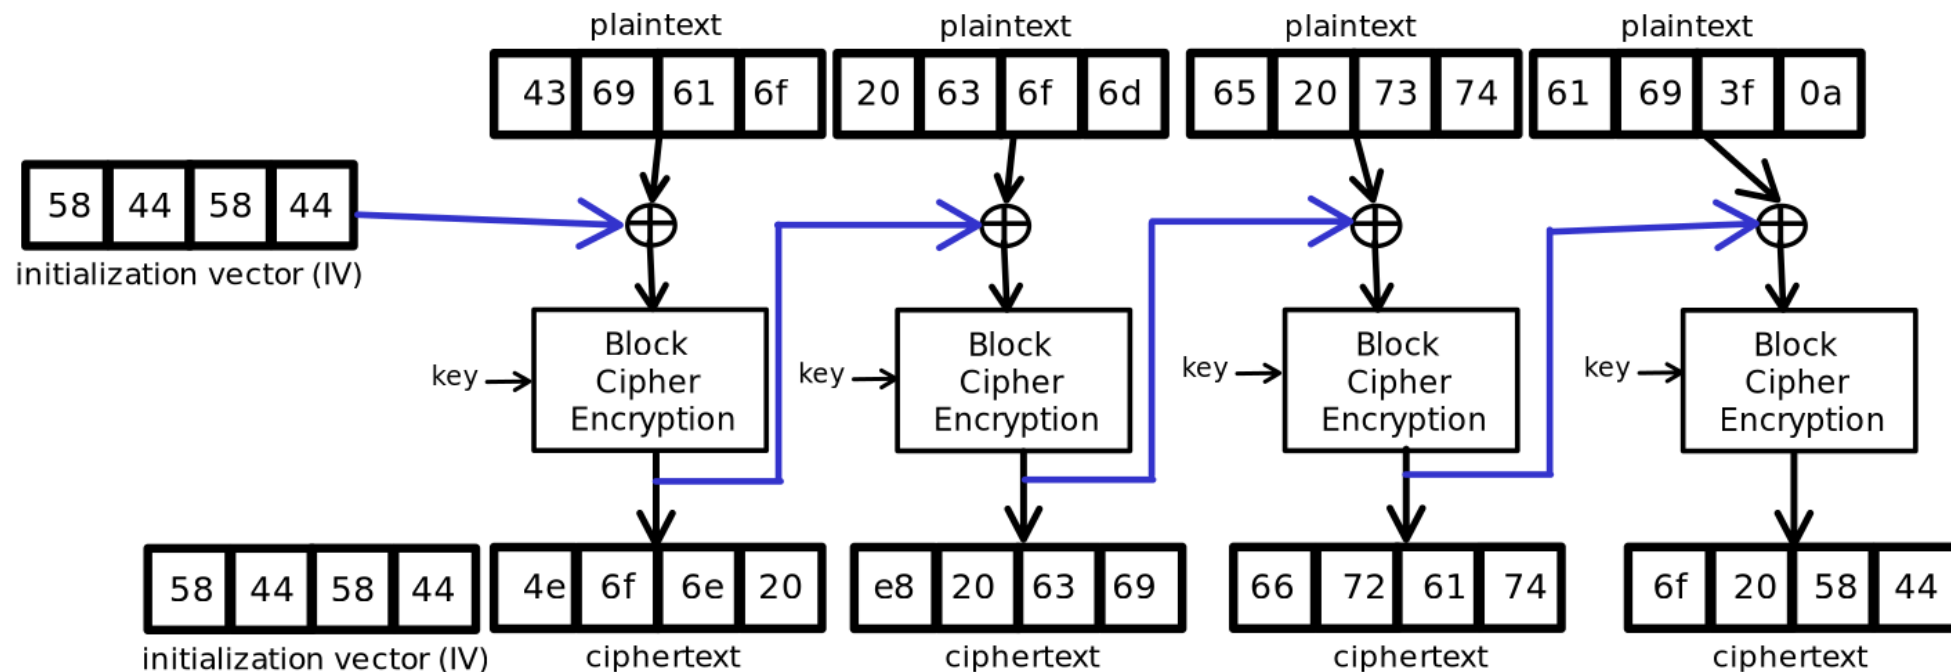 plaintext plaintext plaintext plaintext
43 69 61 6f 20 63 6f 6d 65 20 73 74 61 69 3f 0a
58 44 58 44
initialization vector (IV)
Block Block Block Block
key Cipher key Cipher key Cipher key Cipher
Encryption Encryption Encryption Encryption
58 44 58 44 4e 6f 6e 20 e8 20 63 69 66 72 61 74 6f 20 58 44
initialization vector (IV) ciphertext ciphertext ciphertext ciphertext